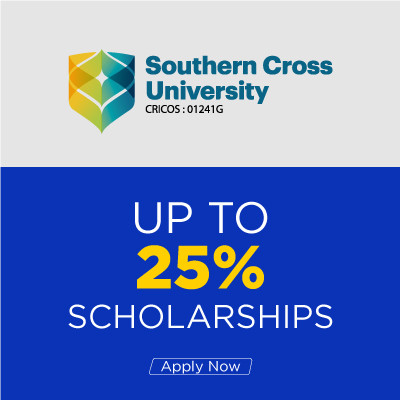 Southern Cross
University
CRICOS : 01241G
UP TO
25%
SCHOLARSHIPS
Apply Now